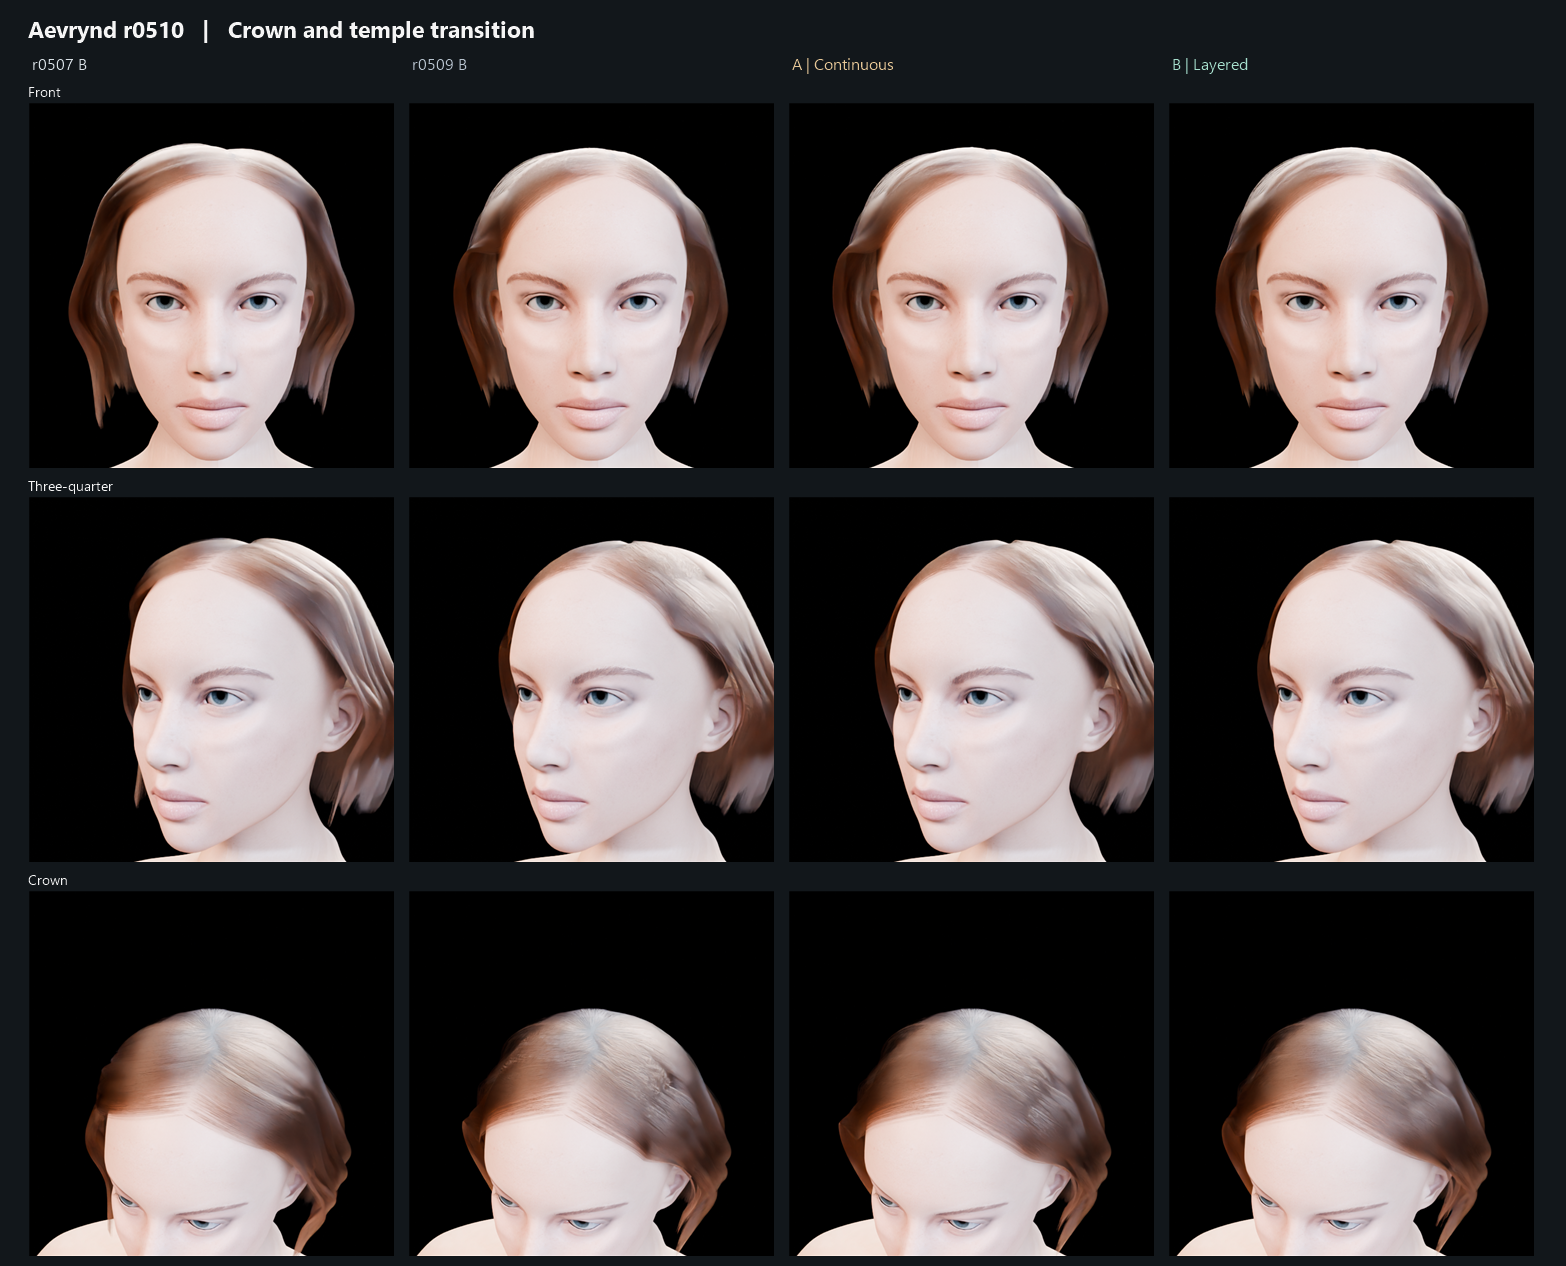 Aevrynd r0510 | Crown and temple transition
r0507 B
r0509 B
A | Continuous
B | Layered
Front
Three-quarter
Crown